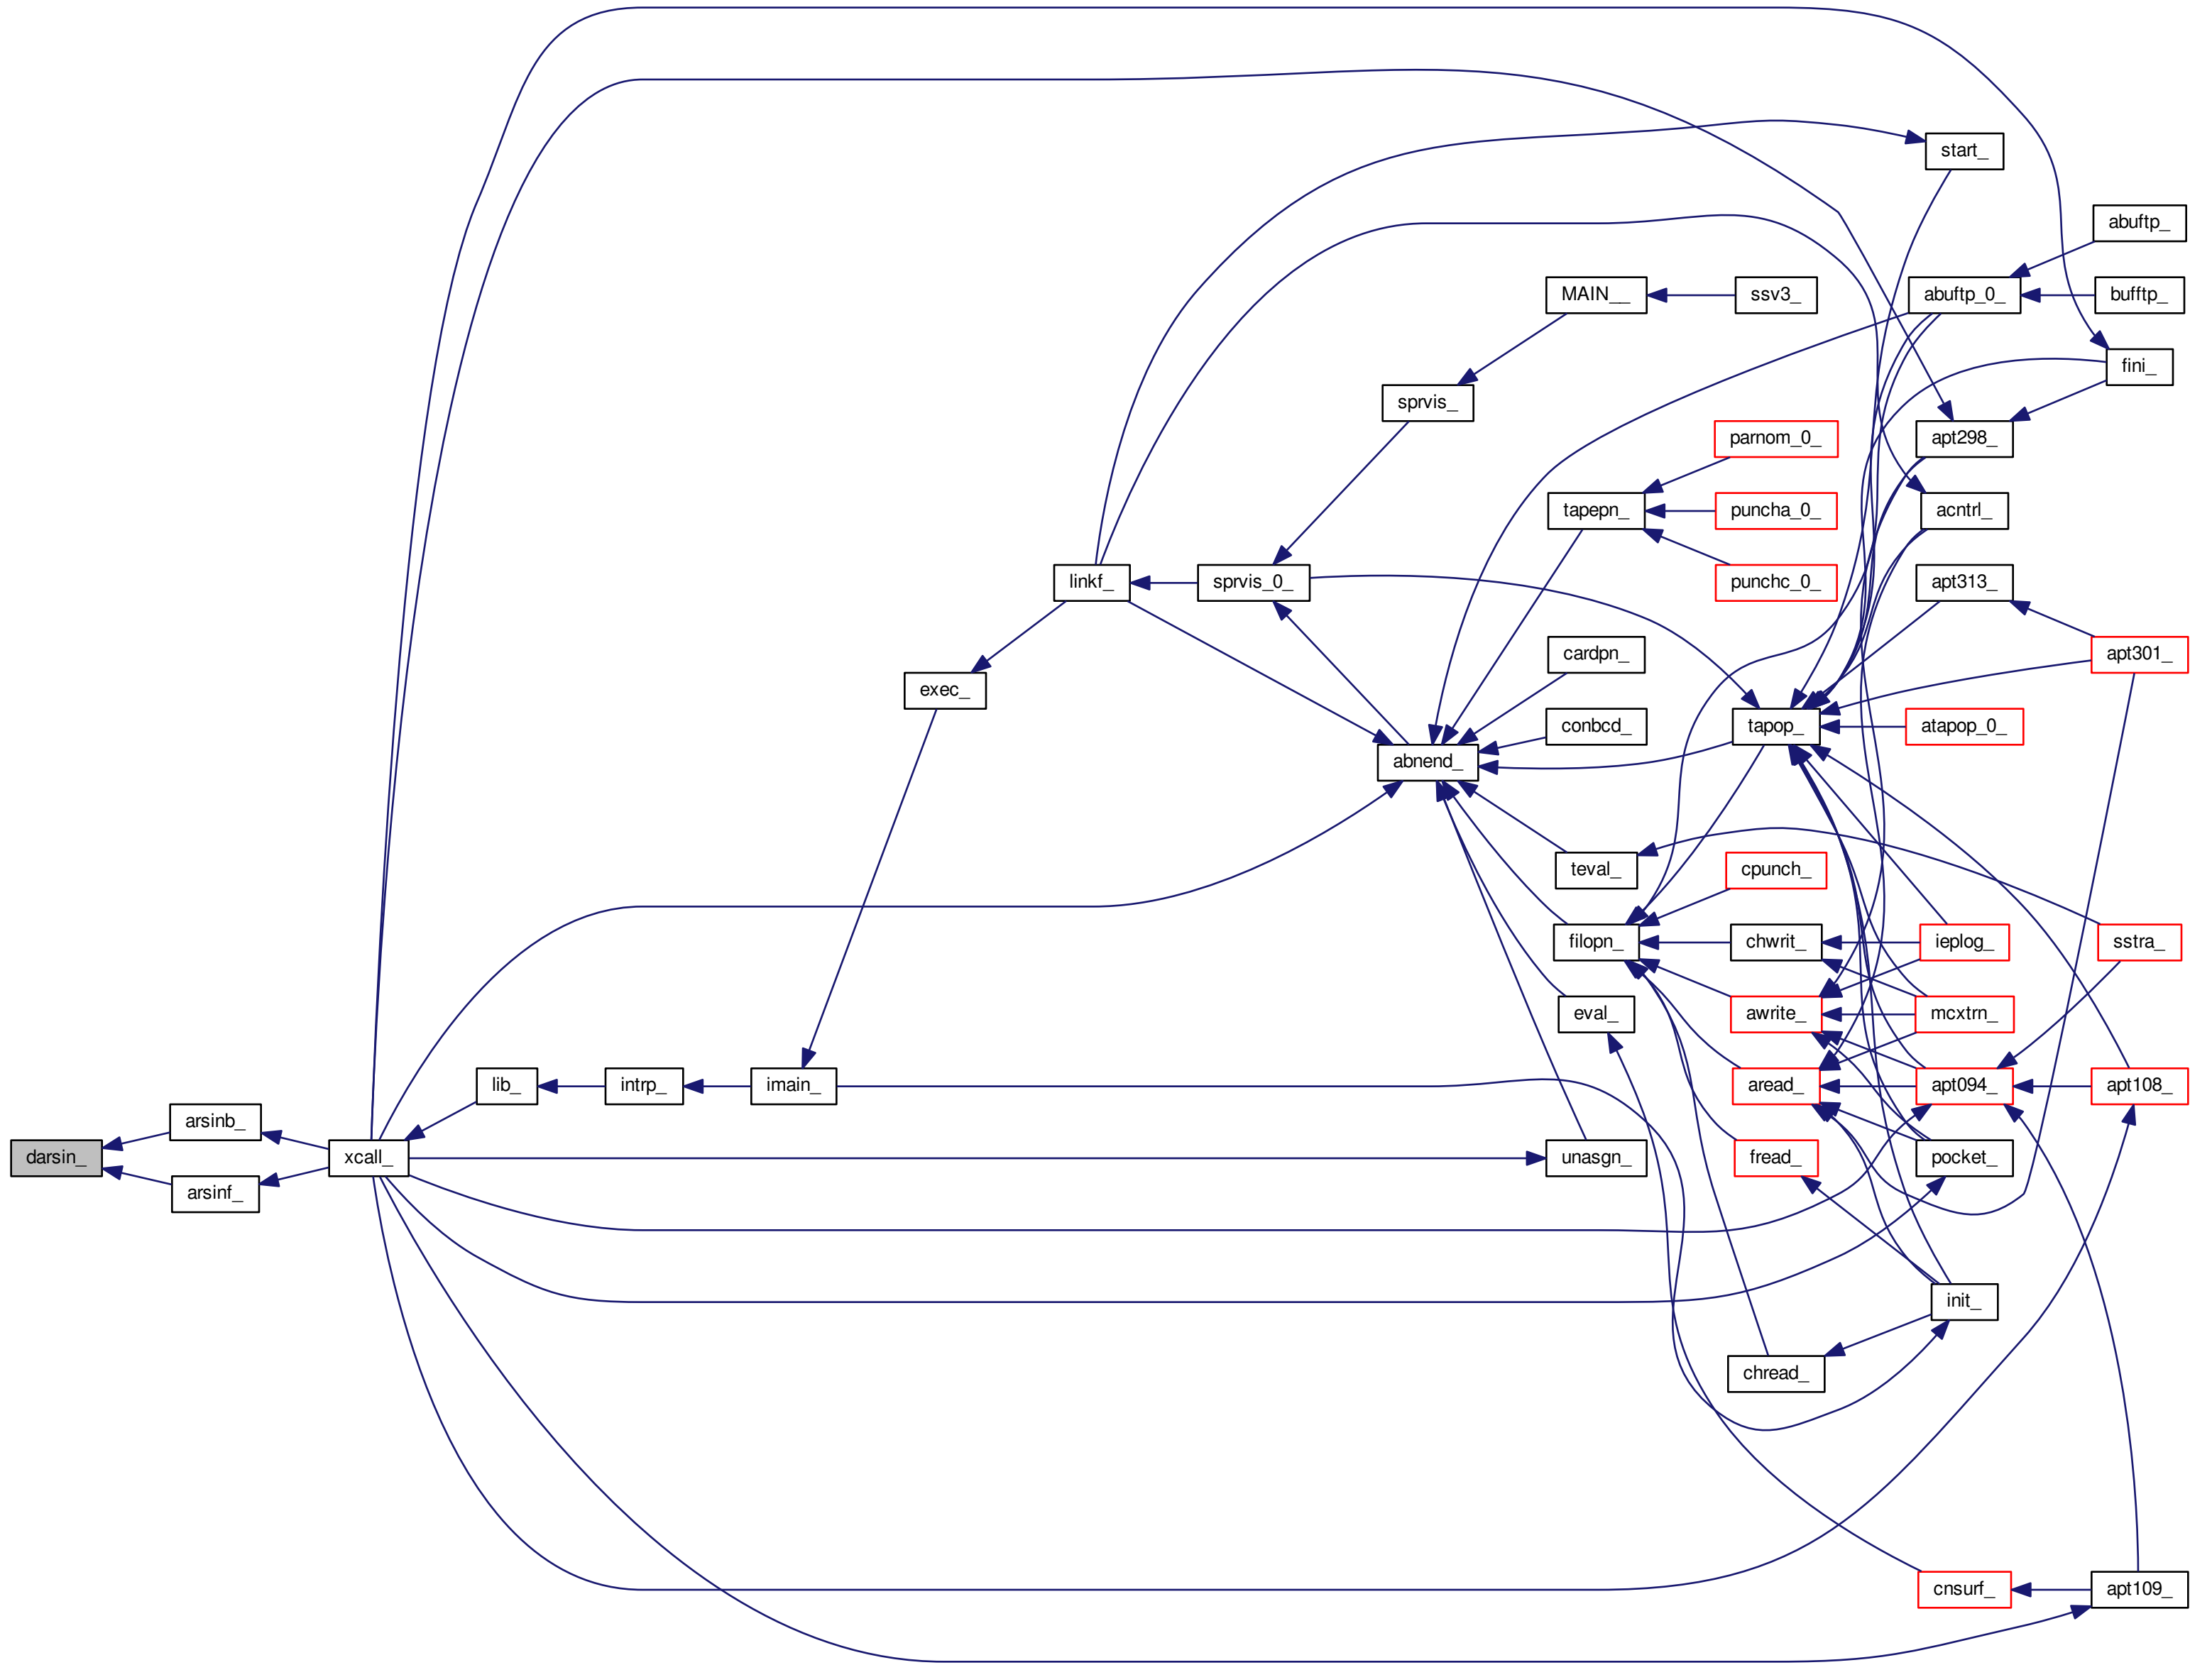 start_
abuftp_
abuftp_0_
bufftp_
MAIN__
ssv3_
fini_
sprvis_
parnom_0_
apt298_
tapepn_
puncha_0_
acntrl_
linkf_
sprvis_0_
punchc_0_
apt313_
cardpn_
apt301_
exec_
conbcd_
tapop_
atapop_0_
abnend_
teval_
cpunch_
filopn_
chwrit_
ieplog_
sstra_
eval_
awrite_
mcxtrn_
lib_
intrp_
imain_
aread_
apt094_
apt108_
arsinb_
darsin_
xcall_
unasgn_
fread_
pocket_
arsinf_
init_
chread_
cnsurf_
apt109_